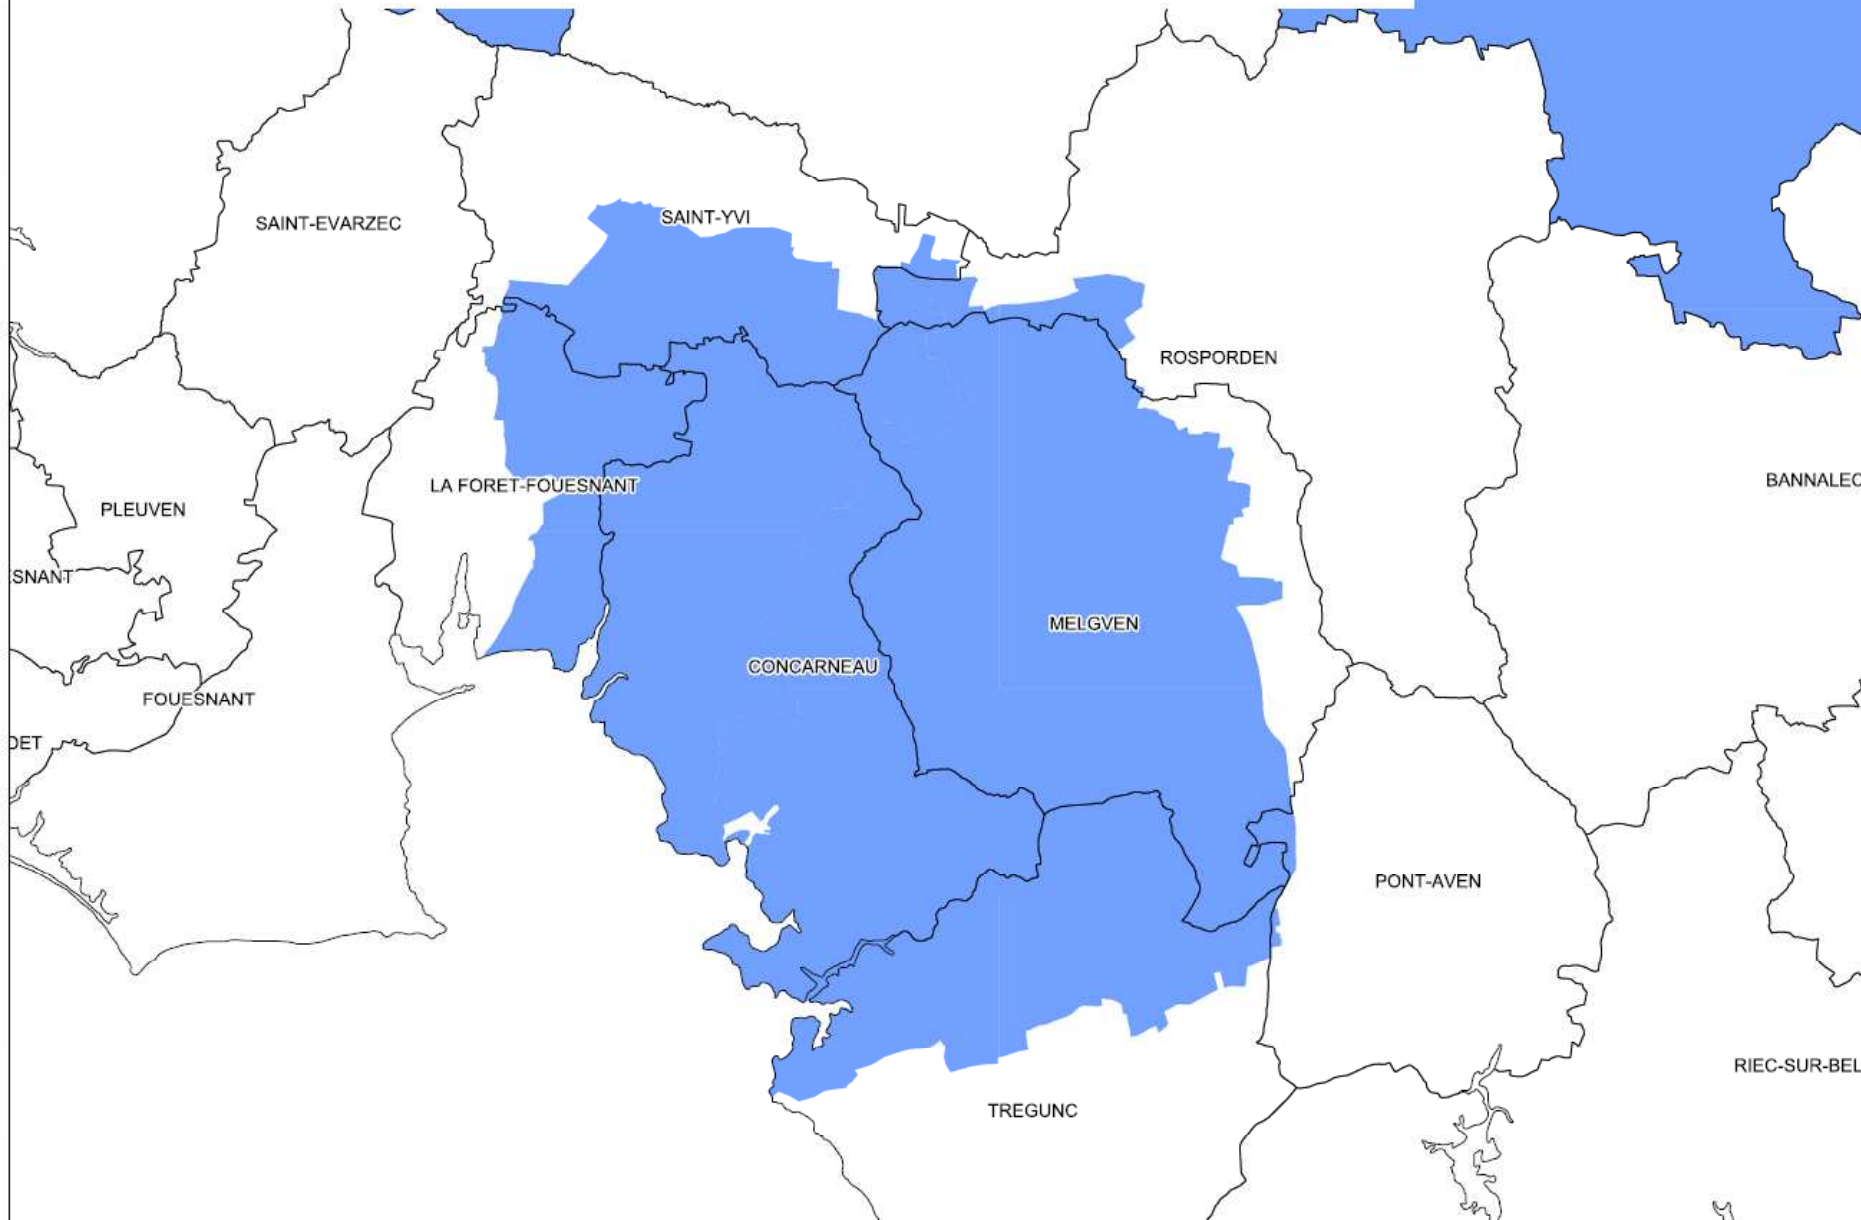 SAINT-YVI
SAINT-EVARZEC
ROSPORDEN
BANNALEC
LA FORET-FOUESNANT
PLEUVEN
SNANT
MELGVEN
CONCARNEAU
FOUESNANT
DET
PONT-AVEN
RIEC-SUR-BEL
TREGUNC